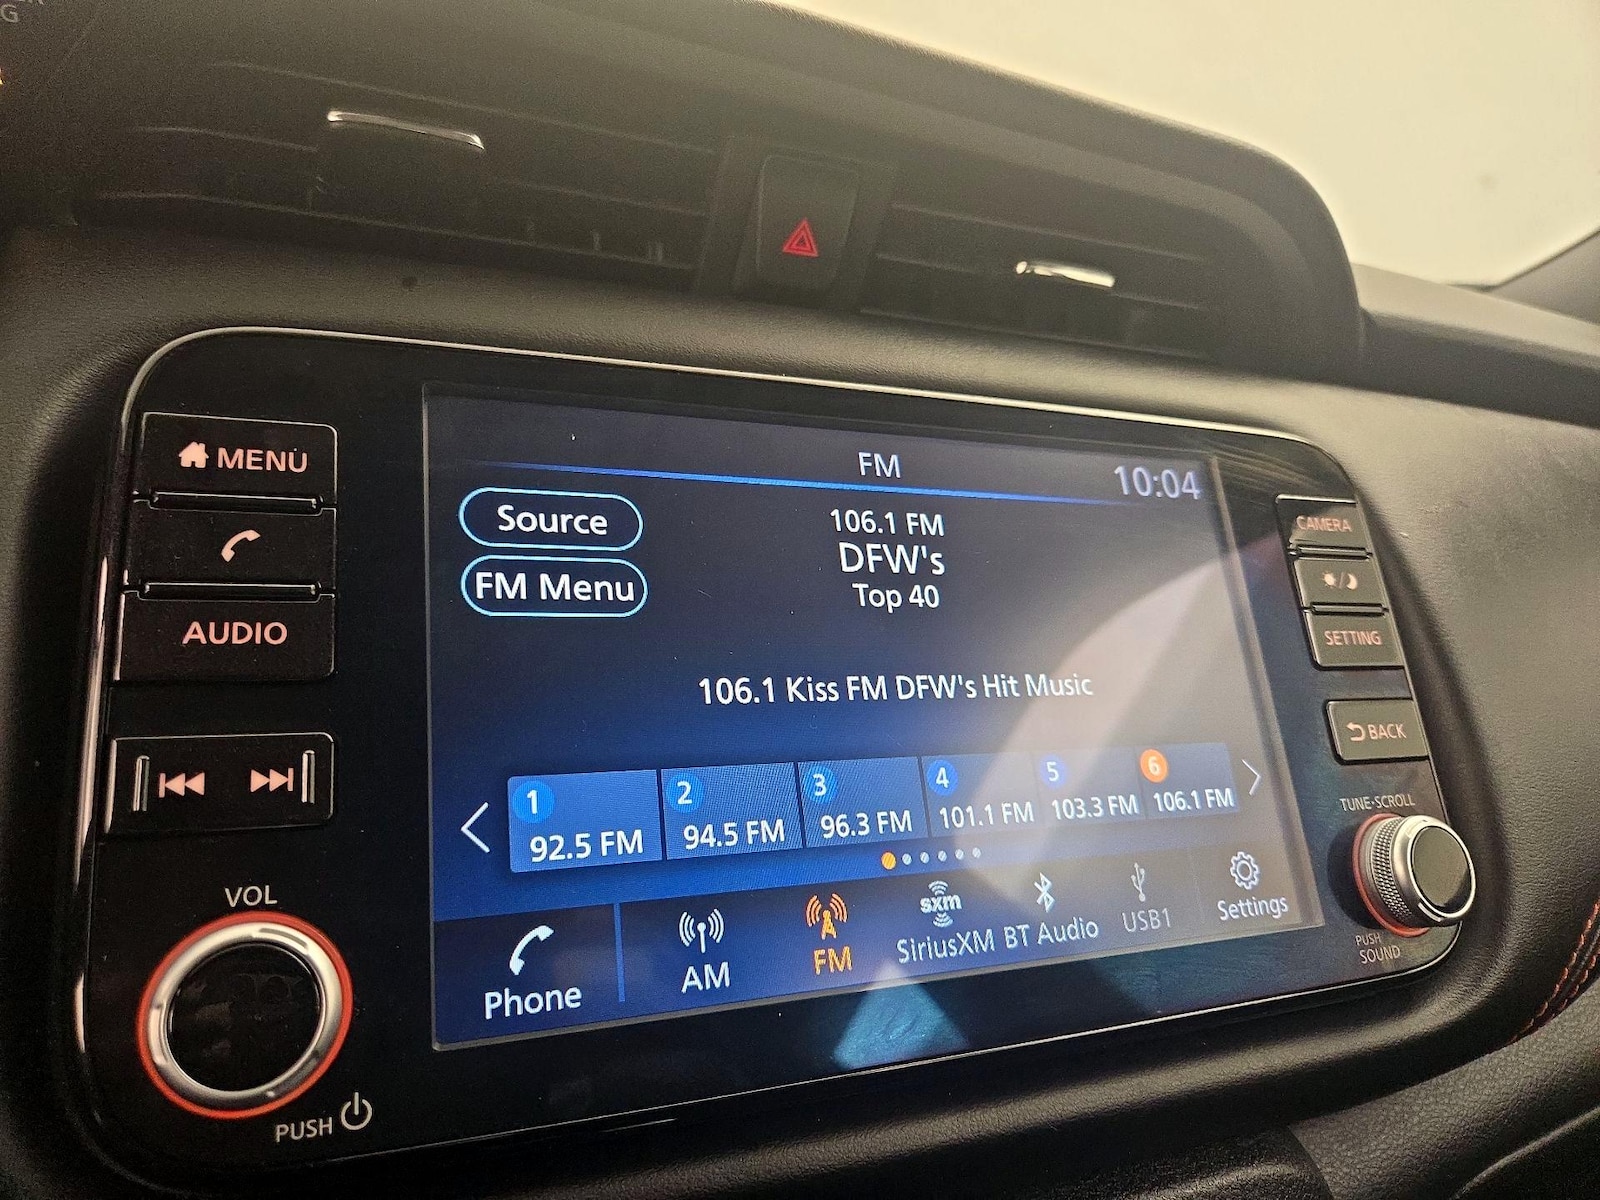 MENU
AUDIO
VOL
PUSH
FM
10:04
Source
FM Menu
106.1 FM
DFW's
Top 40
106.1 Kiss FM DFW's Hit Music
1
92.5 FM
2
94.5 FM
3
96.3 FM
4
101.1 FM
5
103.3 FM
6
106.1 FM
Phone
AM
FM
sxm
SiriusXM
BT Audio
USB1
Settings
CAMERA
SETTING
BACK
TUNE·SCROLL
PUSH
SOUND